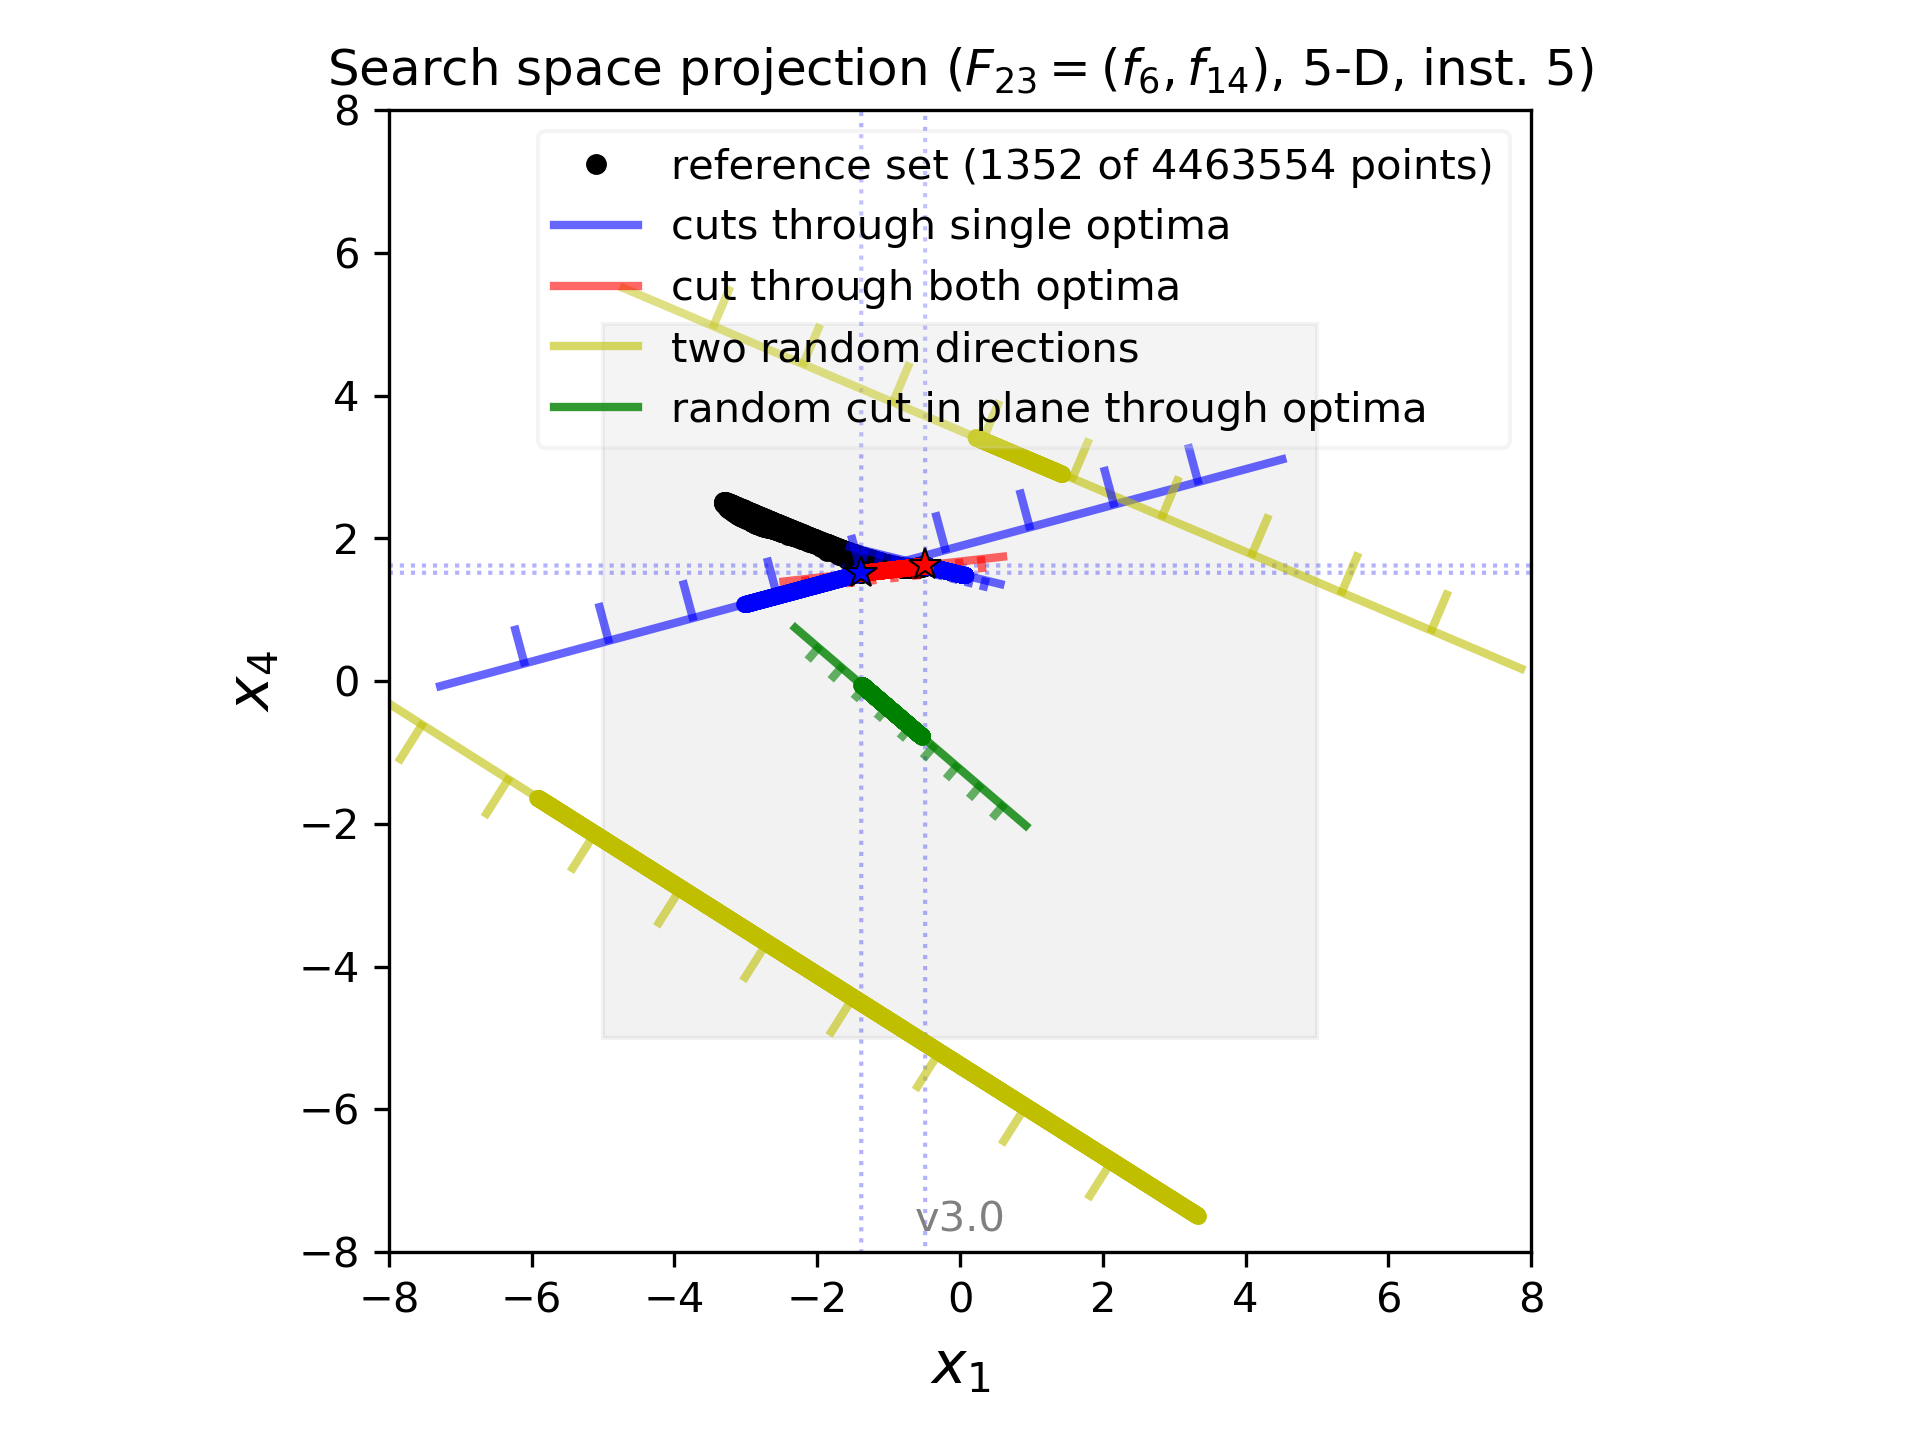 Search space projection (F₂₃ = (f₆, f₁₄), 5-D, inst. 5)
reference set (1352 of 4463554 points)
cuts through single optima
cut through both optima
two random directions
random cut in plane through optima
8
6
4
2
0
−2
−4
−6
−8
x₄
v3.0
−8 −6 −4 −2 0 2 4 6 8
x₁